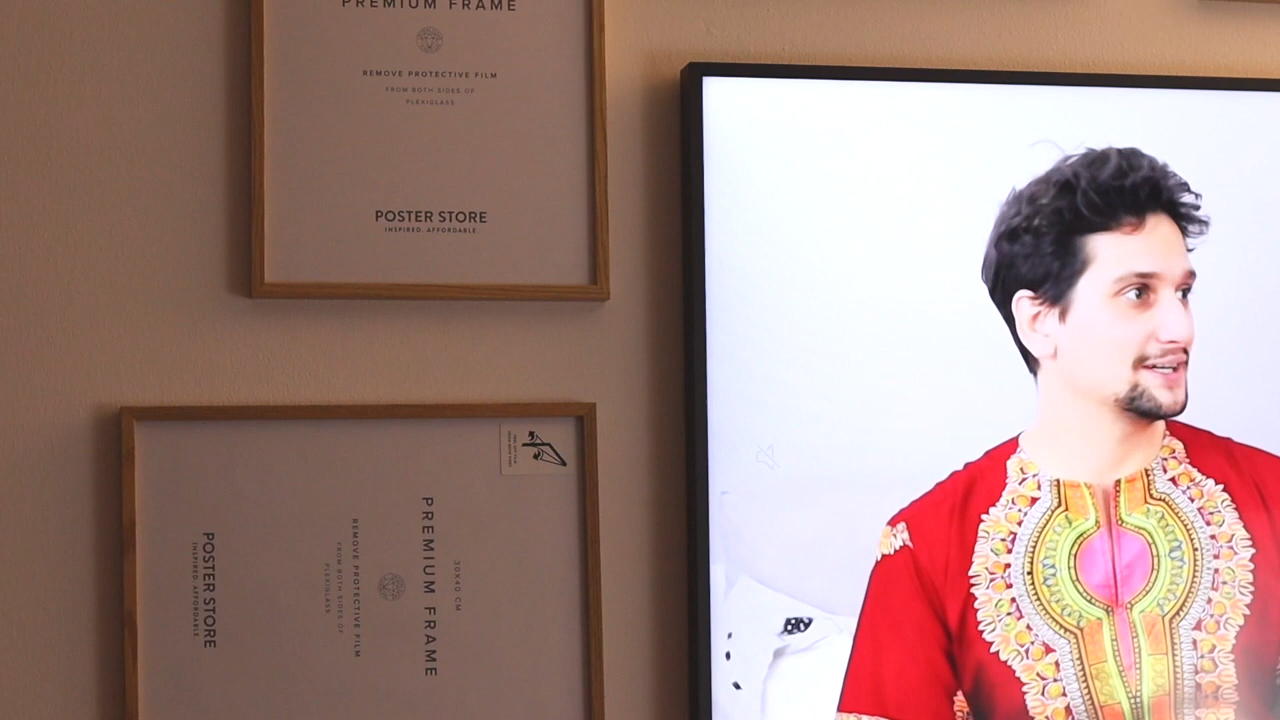 PREMIUM FRAME
REMOVE PROTECTIVE FILM
FROM BOTH SIDES OF
PLEXIGLASS
POSTER STORE
INSPIRED. AFFORDABLE.
30X40 CM
PREMIUM FRAME
REMOVE PROTECTIVE FILM
FROM BOTH SIDES OF
PLEXIGLASS
POSTER STORE
INSPIRED. AFFORDABLE.